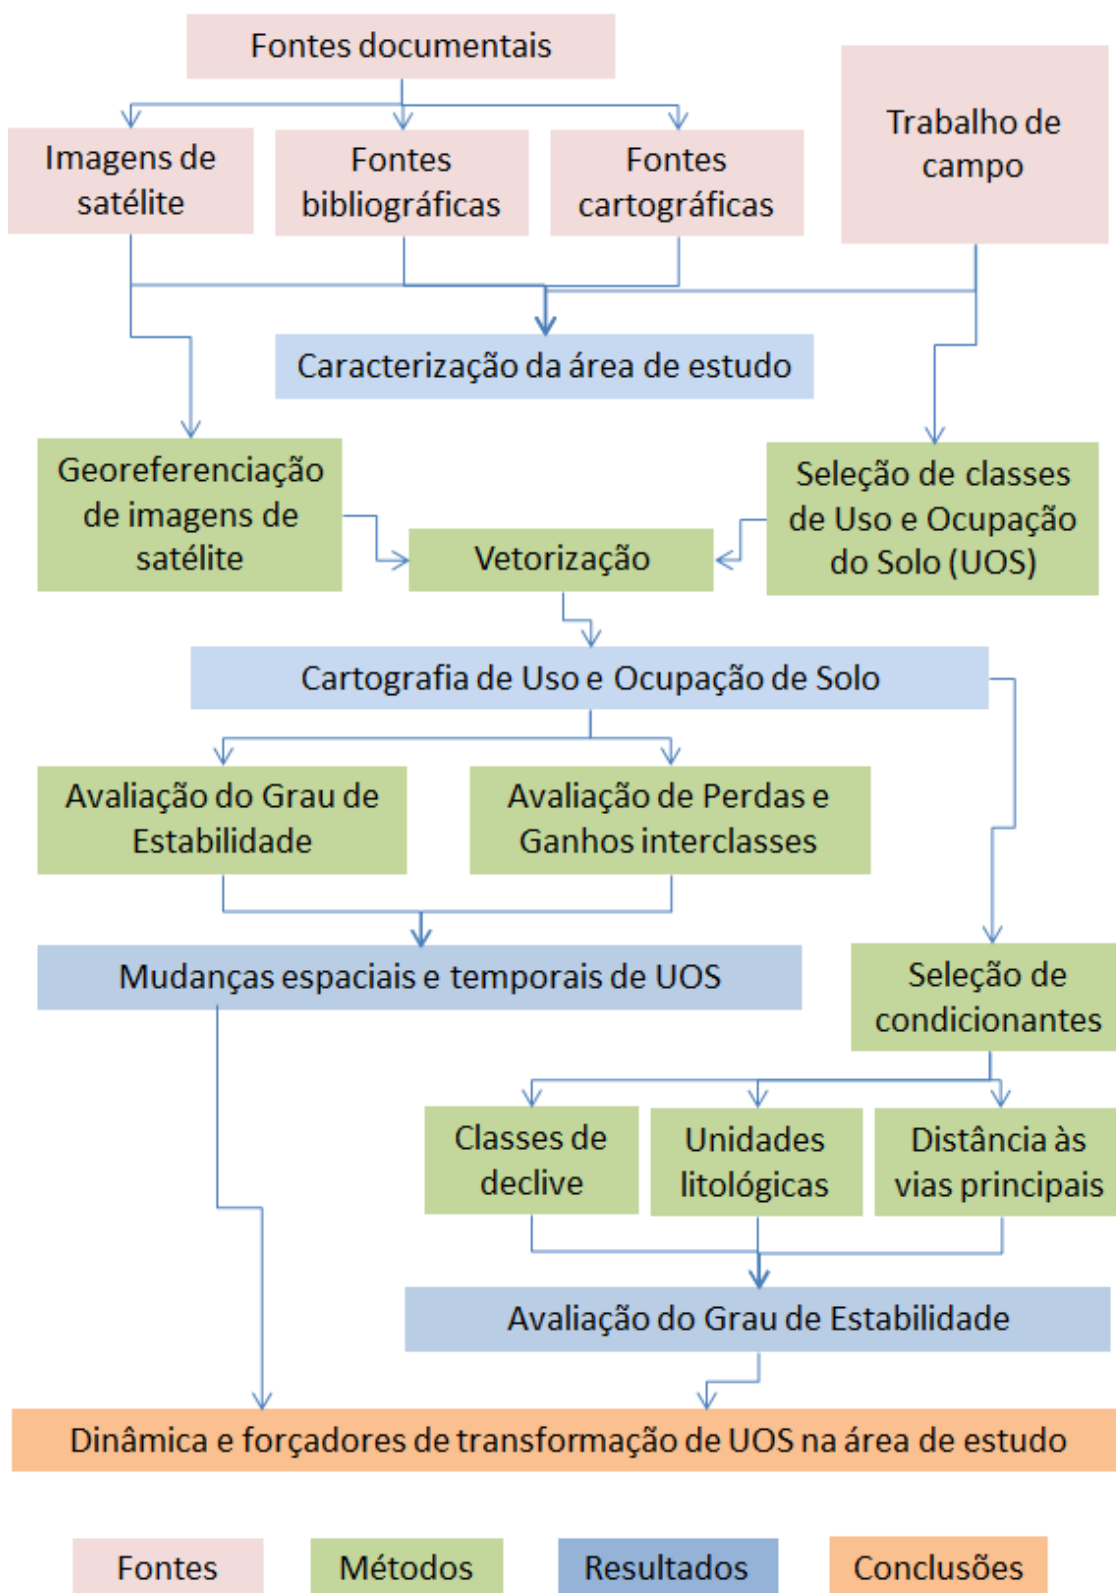 Fontes documentais
Trabalho de
campo
Imagens de
satélite
Fontes
bibliográficas
Fontes
cartográficas
Caracterização da área de estudo
Georeferenciação
de imagens de
satélite
Vetorização
Seleção de classes
de Uso e Ocupação
do Solo (UOS)
Cartografia de Uso e Ocupação de Solo
Avaliação do Grau de
Estabilidade
Avaliação de Perdas e
Ganhos interclasses
Mudanças espaciais e temporais de UOS
Seleção de
condicionantes
Classes de
declive
Unidades
litológicas
Distância às
vias principais
Avaliação do Grau de Estabilidade
Dinâmica e forçadores de transformação de UOS na área de estudo
Fontes
Métodos
Resultados
Conclusões